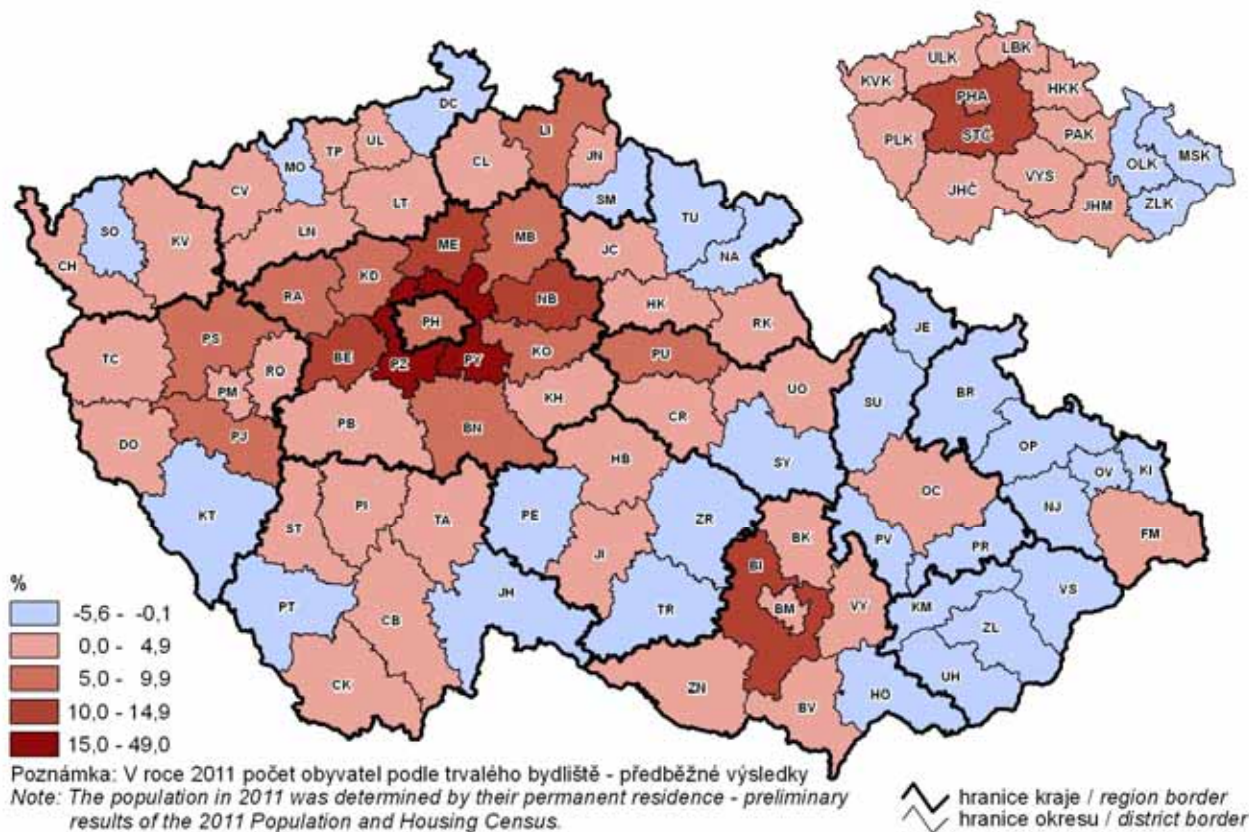 DC
LI
UL
JN
TP
MO
CL
CV
SM
LT
SO
TU
KV
LN
ME
MB
JC
NA
CH
KD
RA
NB
HK
RK
PH
PS
TC
BE
PZ
PY
KO
PU
JE
RO
PM
UO
KH
SU
BR
PB
CR
DO
PJ
BN
OP
HB
SY
OV
KI
OC
PI
KT
ST
TA
PE
ZR
NJ
FM
BK
PV
PR
JI
BI
VS
PT
JH
TR
BM
VY
KM
CB
ZL
UH
CK
ZN
BV
HO
LBK
ULK
KVK
PHA
HKK
STČ
PLK
PAK
MSK
OLK
JHČ
VYS
JHM
ZLK
%
-5,6 - -0,1
0,0 - 4,9
5,0 - 9,9
10,0 - 14,9
15,0 - 49,0
Poznámka: V roce 2011 počet obyvatel podle trvalého bydliště - předběžné výsledky
Note: The population in 2011 was determined by their permanent residence - preliminary
results of the 2011 Population and Housing Census.
hranice kraje / region border
hranice okresu / district border